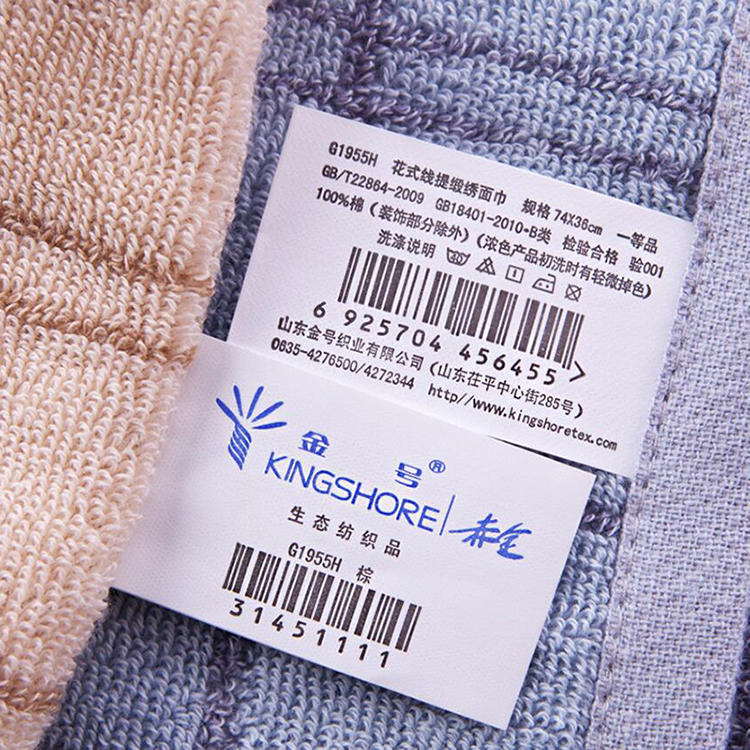 G1955H 花式线提缎绣面巾 规格 74X36cm 一等品
GB/T22864-2009 GB18401-2010·B类 检验合格 验001
100%棉（装饰部分除外）（浓色产品初洗时有轻微掉色）
洗涤说明
6 925704 456455 >
山东金号织业有限公司（山东茌平中心街285号）
0635-4276500/4272344 http//www.kingshoretex.com
金号®
KINGSHORE 赤金
生态纺织品
G1955H 棕
31451111